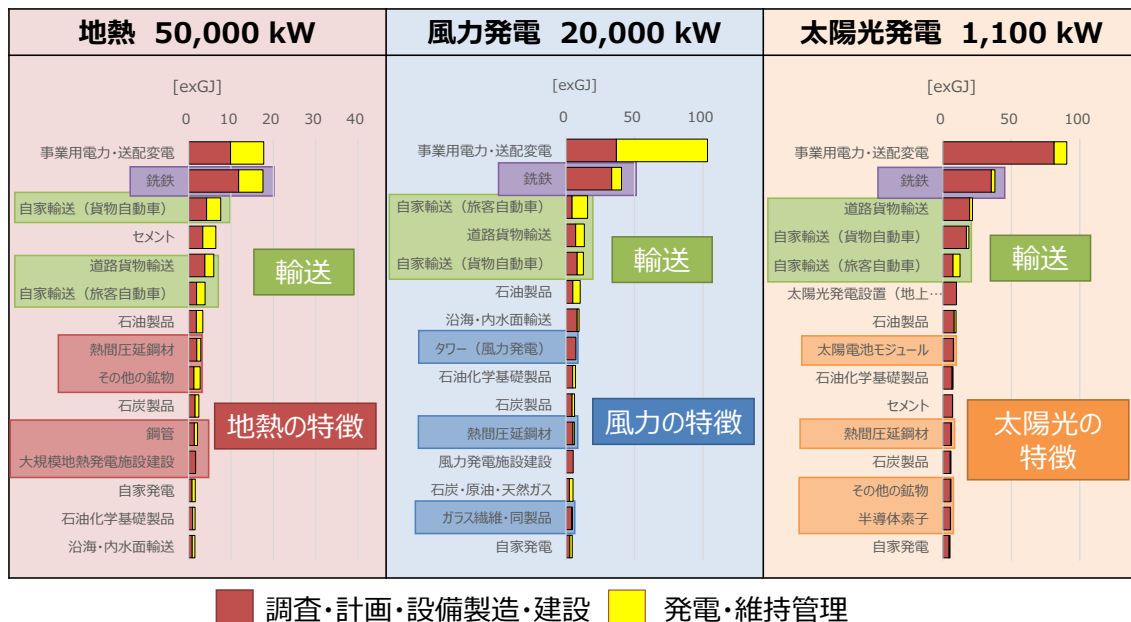 地熱 50,000 kW
[exGJ]
0 10 20 30 40
事業用電力・送配変電
銑鉄
自家輸送（貨物自動車）
セメント
道路貨物輸送
自家輸送（旅客自動車）
石油製品
熱間圧延鋼材
その他の鉱物
石炭製品
鋼管
大規模地熱発電施設建設
自家発電
石油化学基礎製品
沿海・内水面輸送
輸送
地熱の特徴
風力発電 20,000 kW
[exGJ]
0 50 100
事業用電力・送配変電
銑鉄
自家輸送（旅客自動車）
道路貨物輸送
自家輸送（貨物自動車）
石油製品
沿海・内水面輸送
タワー（風力発電）
石油化学基礎製品
石炭製品
熱間圧延鋼材
風力発電施設建設
石炭・原油・天然ガス
ガラス繊維・同製品
自家発電
輸送
風力の特徴
太陽光発電 1,100 kW
[exGJ]
0 50 100
事業用電力・送配変電
銑鉄
道路貨物輸送
自家輸送（貨物自動車）
自家輸送（旅客自動車）
太陽光発電設置（地上…
石油製品
太陽電池モジュール
石油化学基礎製品
セメント
熱間圧延鋼材
石炭製品
その他の鉱物
半導体素子
自家発電
輸送
太陽光の
特徴
調査・計画・設備製造・建設
発電・維持管理